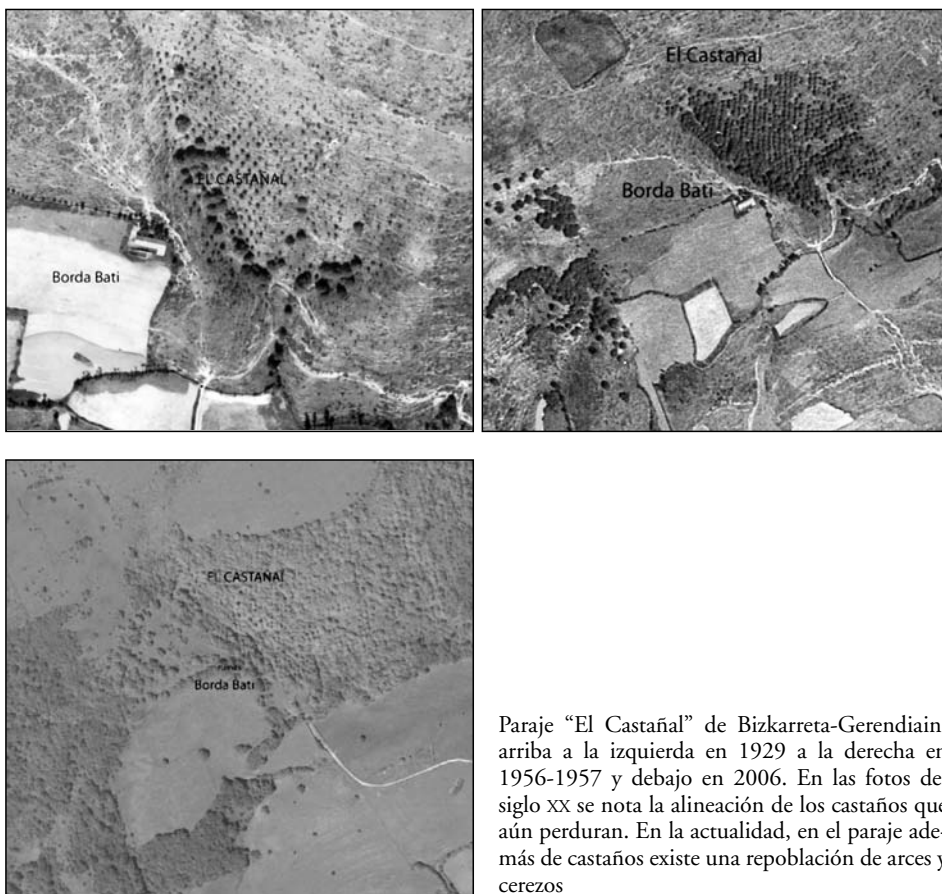 EL CASTAÑAL
Borda Bati
El Castañal
Borda Bati
EL CASTAÑAL
Borda Bati
Paraje “El Castañal” de Bizkarreta-Gerendiain
arriba a la izquierda en 1929 a la derecha en
1956-1957 y debajo en 2006. En las fotos de
siglo XX se nota la alineación de los castaños que
aún perduran. En la actualidad, en el paraje ade-
más de castaños existe una repoblación de arces y
cerezos